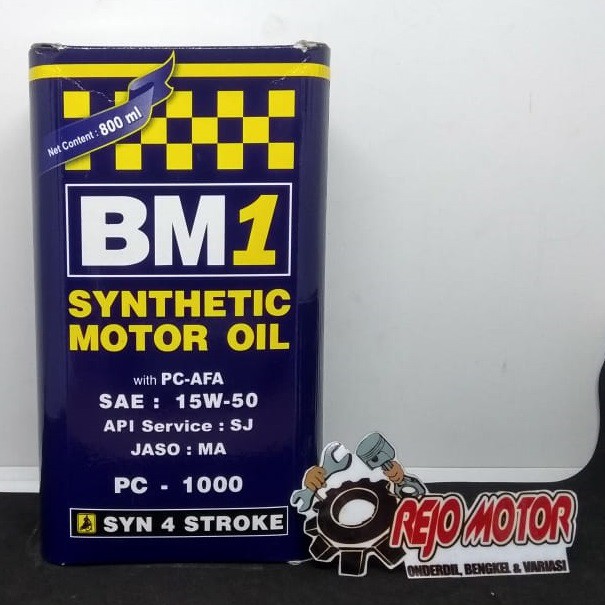 Net Content : 800 ml
BM1
SYNTHETIC
MOTOR OIL
with PC-AFA
SAE : 15W-50
API Service : SJ
JASO : MA
PC - 1000
SYN 4 STROKE
REJO MOTOR
ONDERDIL, BENGKEL & VARIASI